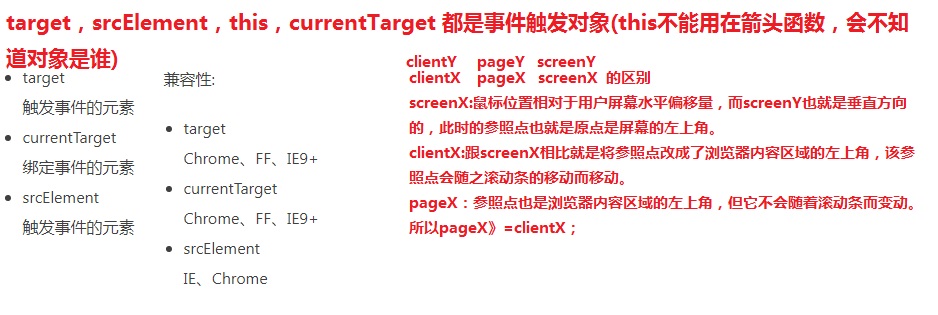 target，srcElement，this，currentTarget 都是事件触发对象(this不能用在箭头函数，会不知
道对象是谁)
target
触发事件的元素
currentTarget
绑定事件的元素
srcElement
触发事件的元素
兼容性:
target
Chrome、FF、IE9+
currentTarget
Chrome、FF、IE9+
srcElement
IE、Chrome
clientY pageY screenY
clientX pageX screenX 的区别
screenX:鼠标位置相对于用户屏幕水平偏移量，而screenY也就是垂直方向
的，此时的参照点也就是原点是屏幕的左上角。
clientX:跟screenX相比就是将参照点改成了浏览器内容区域的左上角，该参
照点会随之滚动条的移动而移动。
pageX：参照点也是浏览器内容区域的左上角，但它不会随着滚动条而变动。
所以pageX》=clientX；